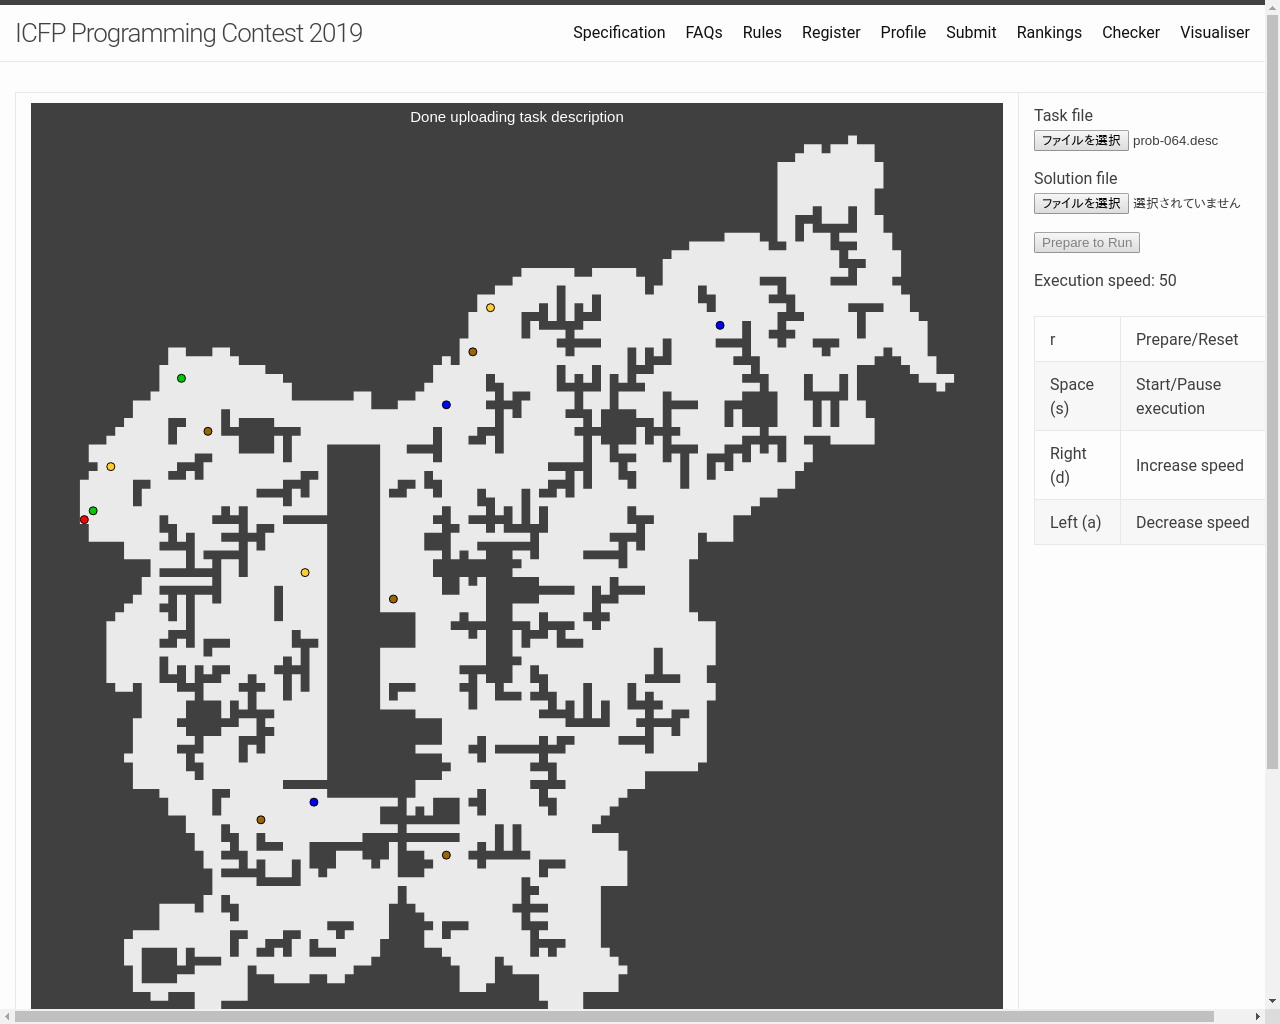 ICFP Programming Contest 2019
Specification FAQs Rules Register Profile Submit Rankings Checker Visualiser
Done uploading task description
Task file
ファイルを選択 prob-064.desc
Solution file
ファイルを選択 選択されていません
Prepare to Run
Execution speed: 50
r Prepare/Reset
Space (s) Start/Pause execution
Right (d) Increase speed
Left (a) Decrease speed